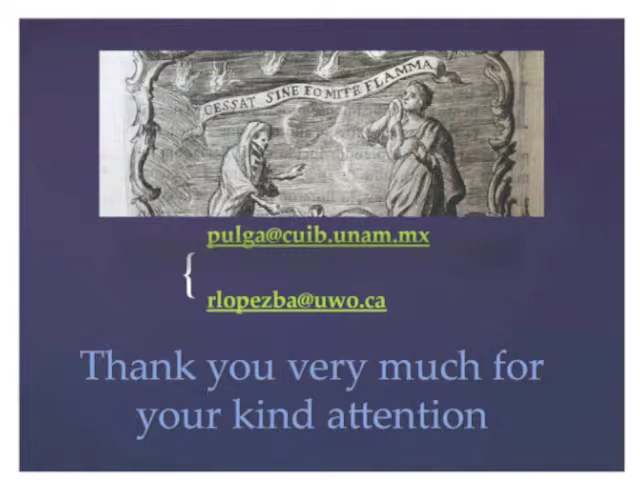 CESSAT SINE FOMITE FLAMMA
pulga@cuib.unam.mx
{
rlopezba@uwo.ca
Thank you very much for
your kind attention